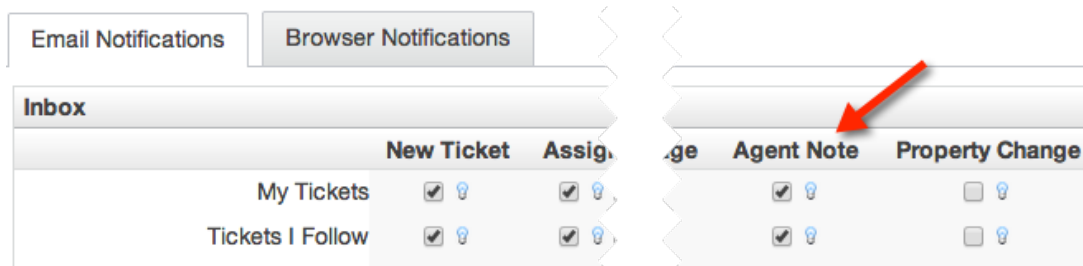 Email Notifications Browser Notifications
Inbox
New Ticket Agent Note Property Change
My Tickets
Tickets I Follow